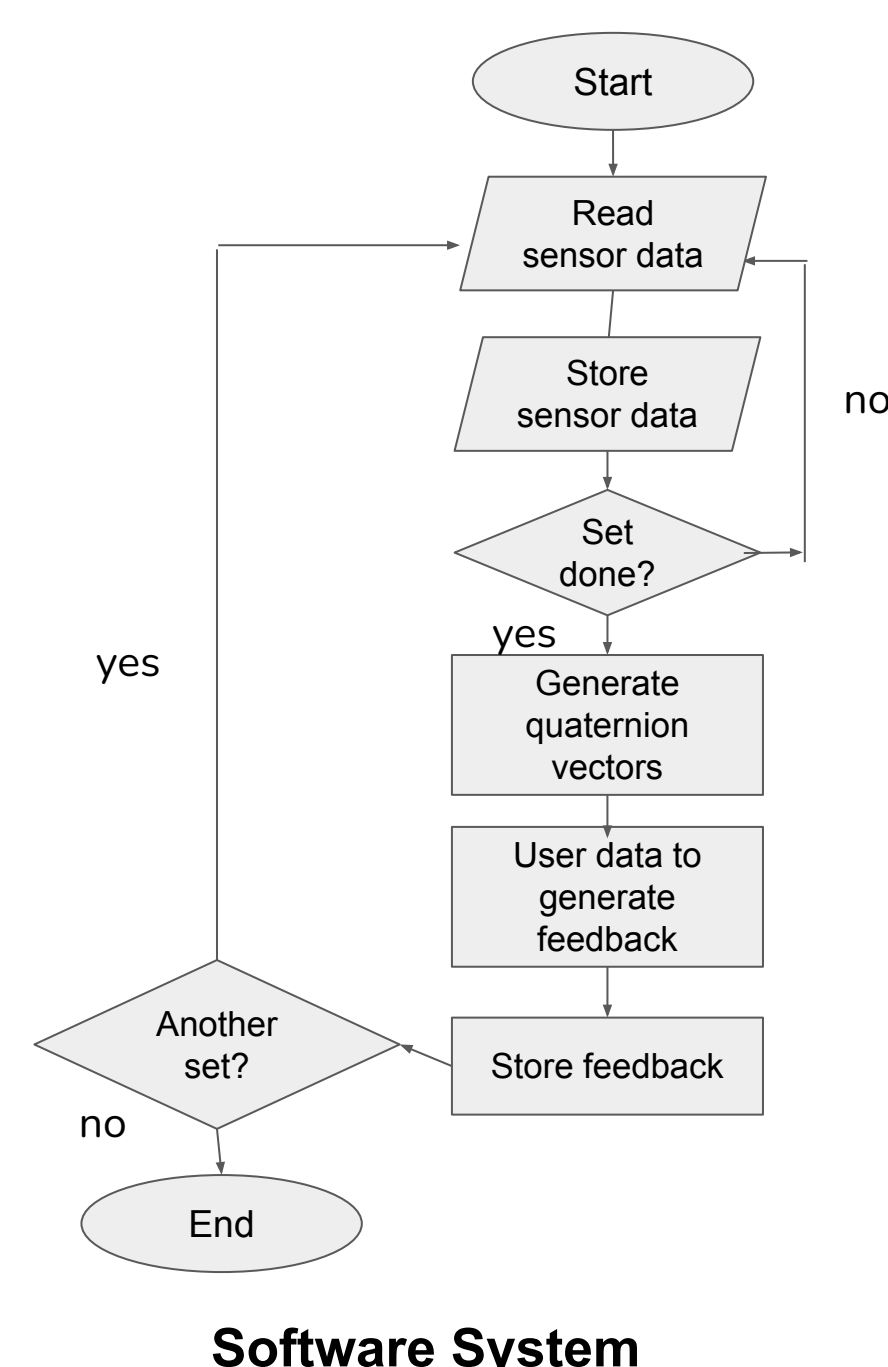 Start
Read
sensor data
Store
sensor data
no
Set
done?
yes
yes
Generate
quaternion
vectors
User data to
generate
feedback
Another
set?
Store feedback
no
End
Software System